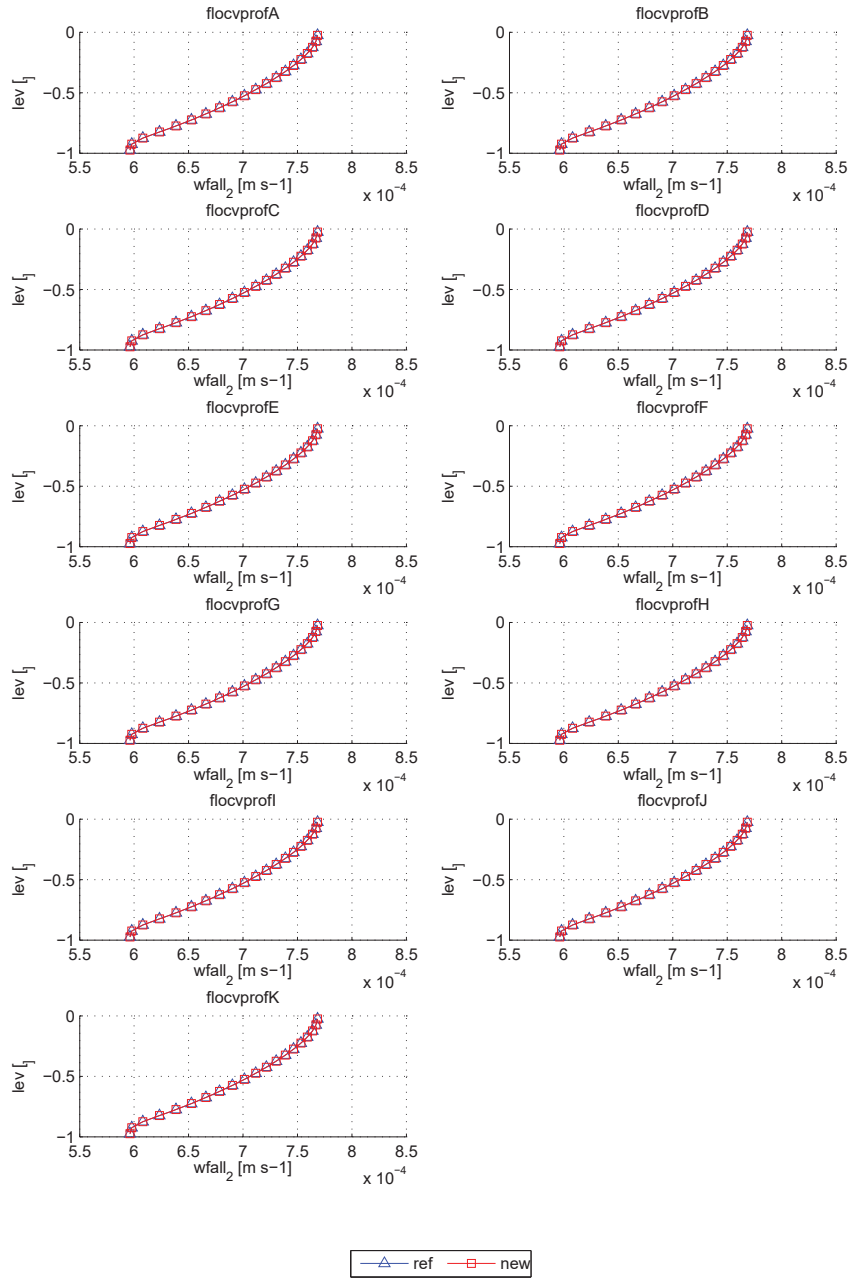 flocvprofA
0
−0.5
−1
lev [-]
5.5 6 6.5 7 7.5 8 8.5
wfall2 [m s−1]
x 10−4
flocvprofB
0
−0.5
−1
lev [-]
5.5 6 6.5 7 7.5 8 8.5
wfall2 [m s−1]
x 10−4
flocvprofC
0
−0.5
−1
lev [-]
5.5 6 6.5 7 7.5 8 8.5
wfall2 [m s−1]
x 10−4
flocvprofD
0
−0.5
−1
lev [-]
5.5 6 6.5 7 7.5 8 8.5
wfall2 [m s−1]
x 10−4
flocvprofE
0
−0.5
−1
lev [-]
5.5 6 6.5 7 7.5 8 8.5
wfall2 [m s−1]
x 10−4
flocvprofF
0
−0.5
−1
lev [-]
5.5 6 6.5 7 7.5 8 8.5
wfall2 [m s−1]
x 10−4
flocvprofG
0
−0.5
−1
lev [-]
5.5 6 6.5 7 7.5 8 8.5
wfall2 [m s−1]
x 10−4
flocvprofH
0
−0.5
−1
lev [-]
5.5 6 6.5 7 7.5 8 8.5
wfall2 [m s−1]
x 10−4
flocvprofI
0
−0.5
−1
lev [-]
5.5 6 6.5 7 7.5 8 8.5
wfall2 [m s−1]
x 10−4
flocvprofJ
0
−0.5
−1
lev [-]
5.5 6 6.5 7 7.5 8 8.5
wfall2 [m s−1]
x 10−4
flocvprofK
0
−0.5
−1
lev [-]
5.5 6 6.5 7 7.5 8 8.5
wfall2 [m s−1]
x 10−4
ref new